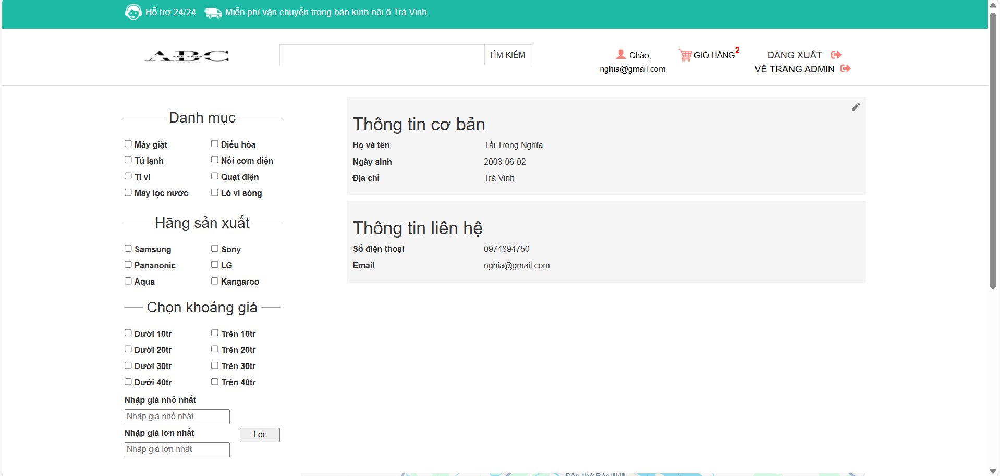 Hỗ trợ 24/24 Miễn phí vận chuyễn trong bán kính nội ô Trà Vinh
ABC
TÌM KIẾM
Chào,
nghia@gmail.com
GIỎ HÀNG 2
ĐĂNG XUẤT
VỀ TRANG ADMIN
Danh mục
Máy giặt Điều hòa
Tủ lạnh Nồi cơm điện
Ti vi Quạt điện
Máy lọc nước Lò vi sóng
Hãng sản xuất
Samsung Sony
Pananonic LG
Aqua Kangaroo
Chọn khoảng giá
Dưới 10tr Trên 10tr
Dưới 20tr Trên 20tr
Dưới 30tr Trên 30tr
Dưới 40tr Trên 40tr
Nhập giá nhỏ nhất
Nhập giá nhỏ nhất
Nhập giá lớn nhất
Lọc
Nhập giá lớn nhất
Thông tin cơ bản
Họ và tên Tải Trọng Nghĩa
Ngày sinh 2003-06-02
Địa chỉ Trà Vinh
Thông tin liên hệ
Số điện thoại 0974894750
Email nghia@gmail.com